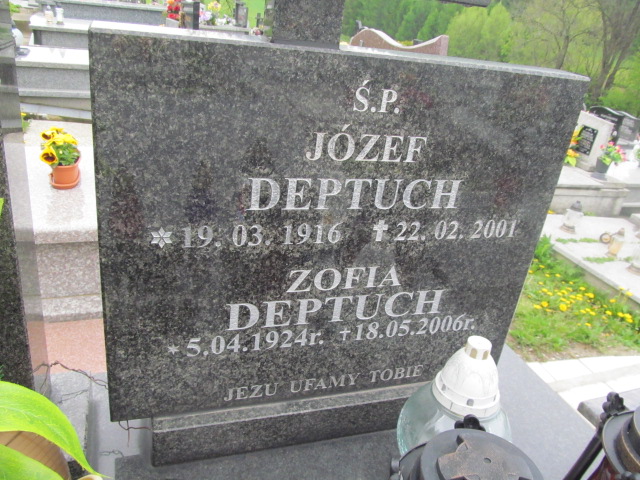 Ś.P.
JÓZEF
DEPTUCH
19. 03. 1916 22. 02. 2001
ZOFIA
DEPTUCH
* 5.04.1924r. +18.05.2006r.
JEZU UFAMY TOBIE